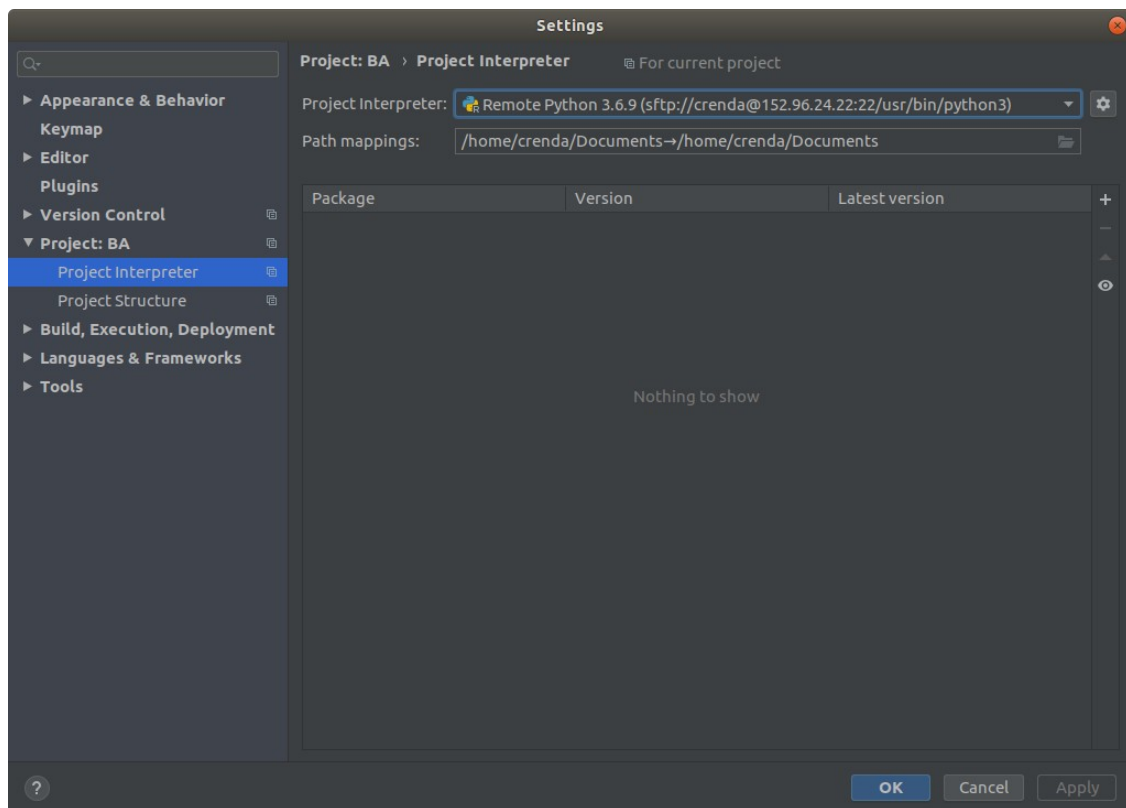 Settings
Project: BA › Project Interpreter For current project
Appearance & Behavior
Keymap
Editor
Plugins
Version Control
Project: BA
Project Interpreter
Project Structure
Build, Execution, Deployment
Languages & Frameworks
Tools
Project Interpreter: Remote Python 3.6.9 (sftp://crenda@152.96.24.22:22/usr/bin/python3)
Path mappings: /home/crenda/Documents→/home/crenda/Documents
Package Version Latest version
Nothing to show
? OK Cancel Apply